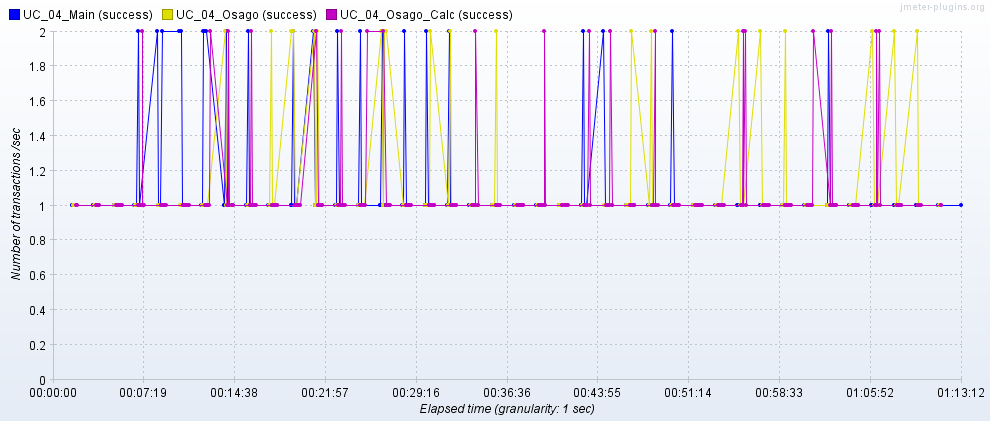 jmeter-plugins.org
UC_04_Main (success) UC_04_Osago (success) UC_04_Osago_Calc (success)
Number of transactions/sec
2
1.8
1.6
1.4
1.2
1
0.8
0.6
0.4
0.2
0
00:00:00 00:07:19 00:14:38 00:21:57 00:29:16 00:36:36 00:43:55 00:51:14 00:58:33 01:05:52 01:13:12
Elapsed time (granularity: 1 sec)